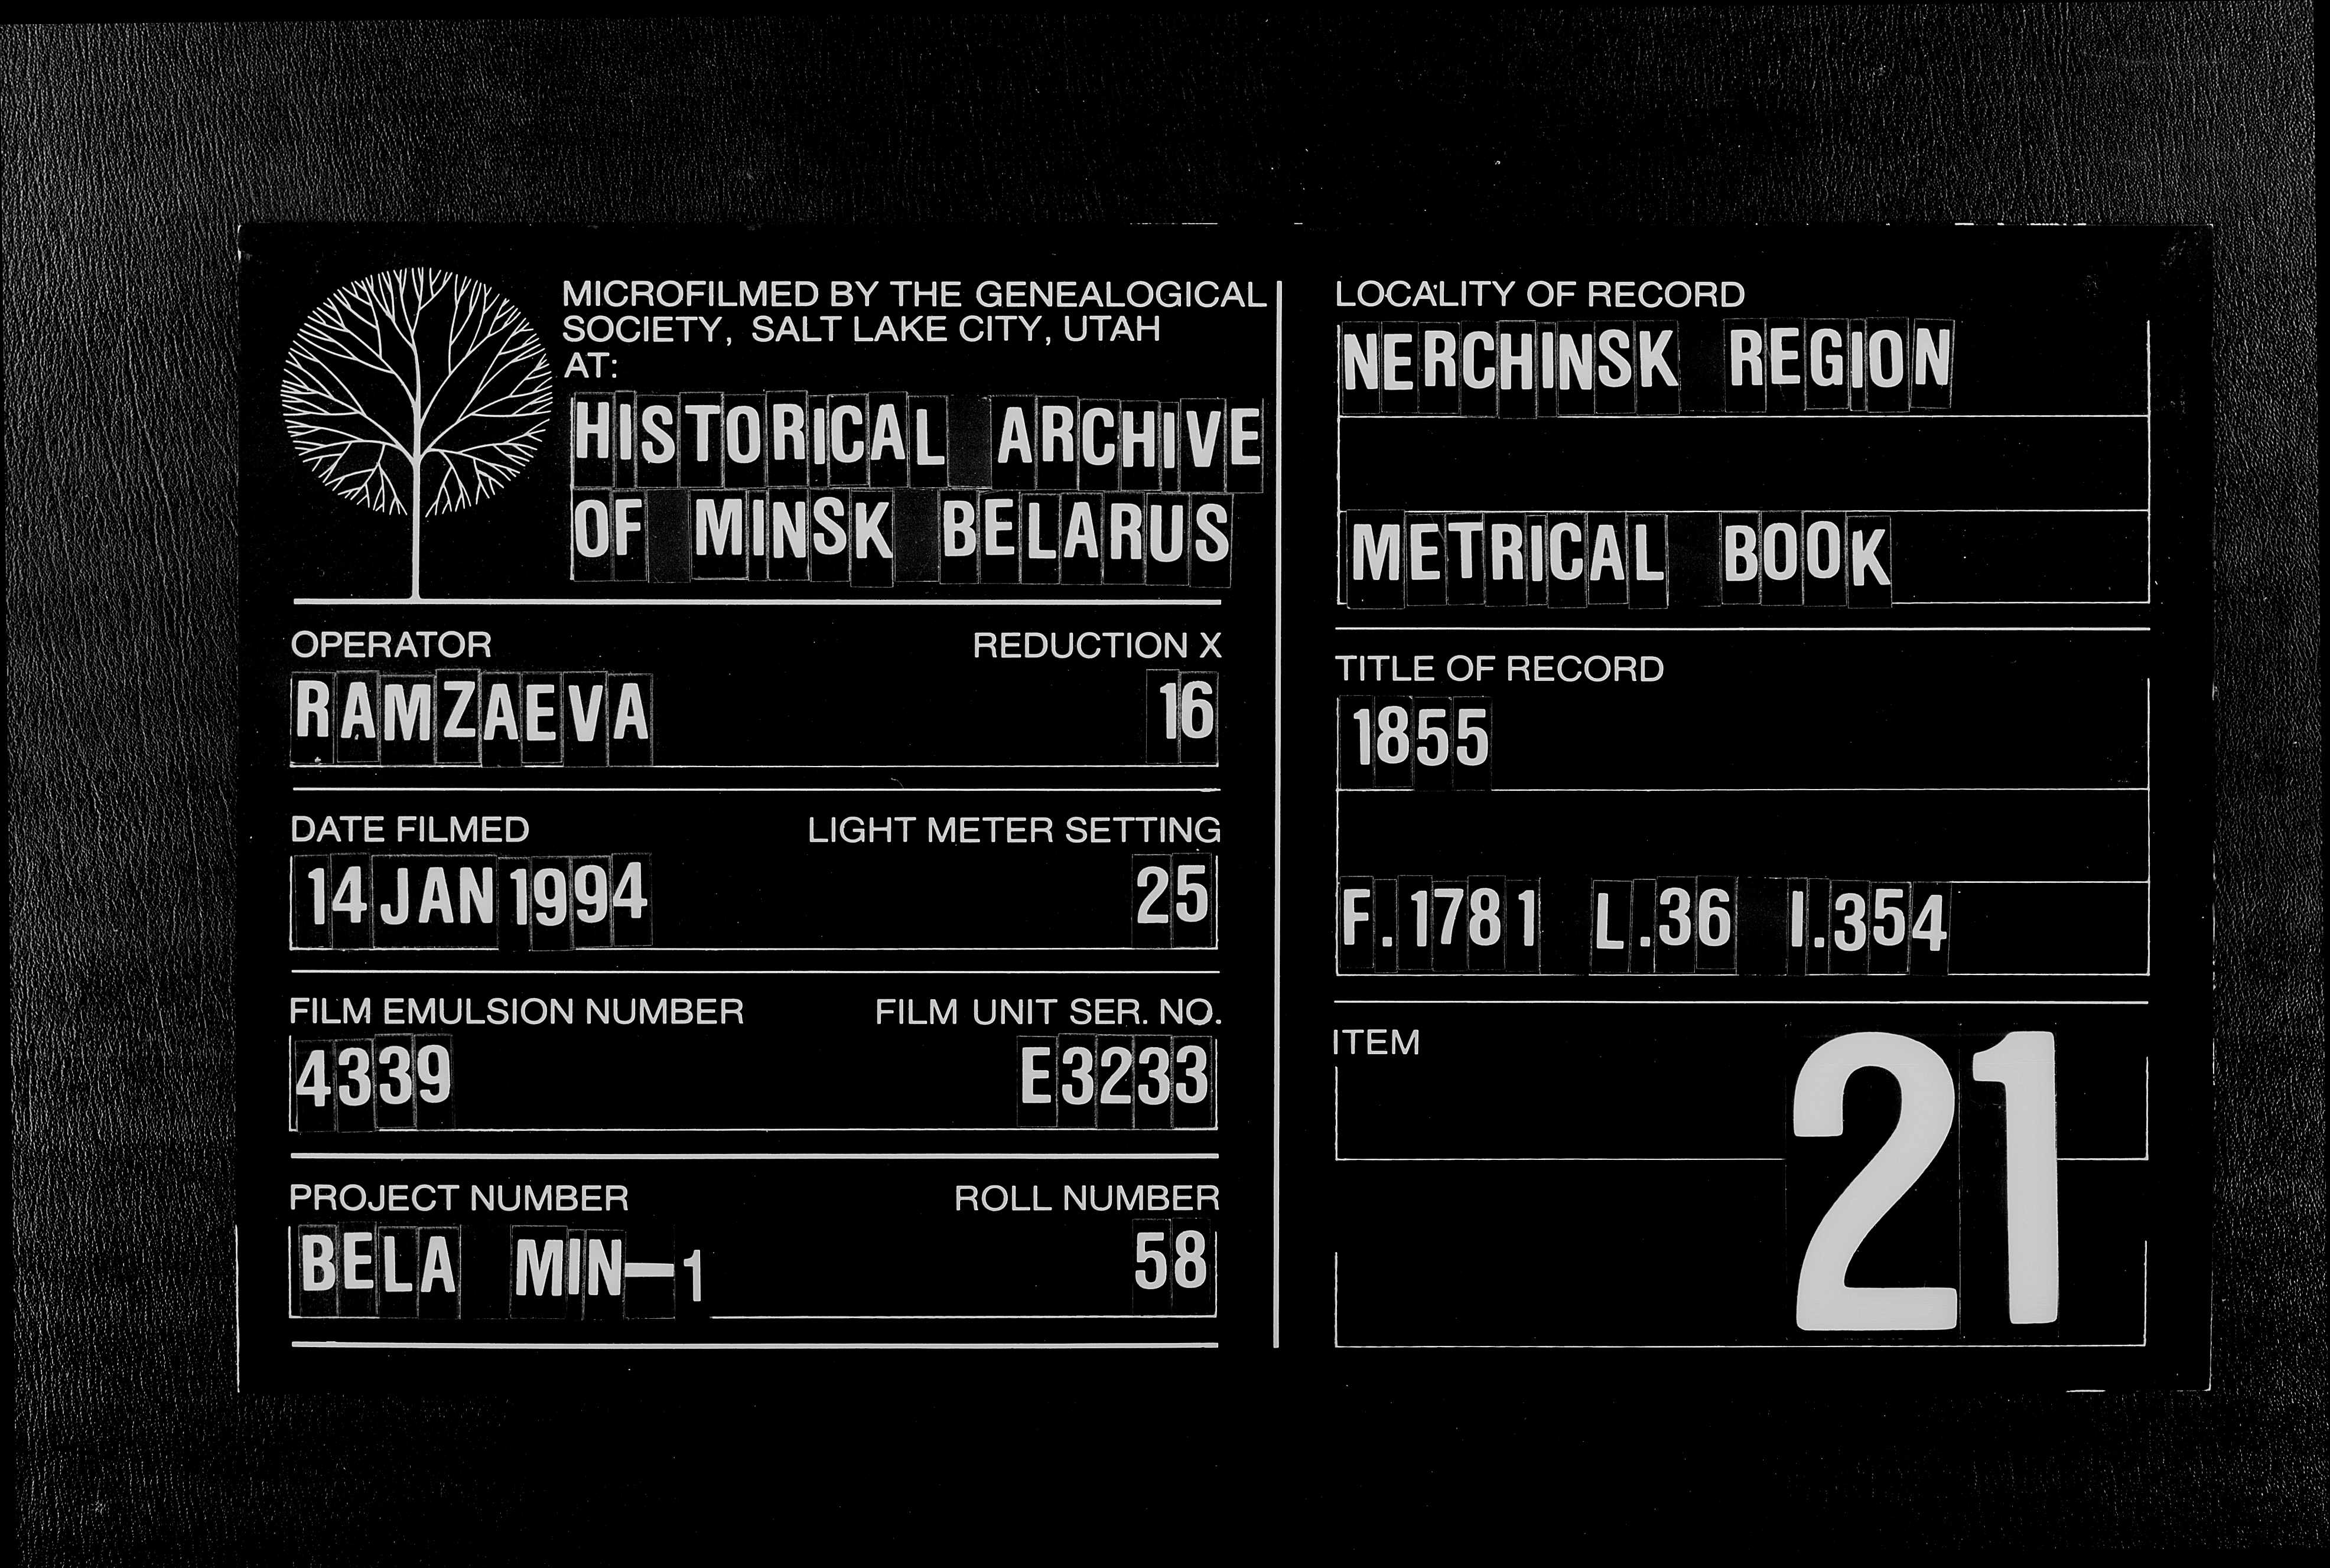 MICROFILMED BY THE GENEALOGICAL
SOCIETY, SALT LAKE CITY, UTAH
AT:
HISTORICAL ARCHIVE
OF MINSK BELARUS
OPERATOR REDUCTION X
RAMZAEVA 16
DATE FILMED LIGHT METER SETTING
14 JAN 1994 25
FILM EMULSION NUMBER FILM UNIT SER. NO.
4339 E3233
PROJECT NUMBER ROLL NUMBER
BELA MIN-1 58
LOCALITY OF RECORD
NERCHINSK REGION
METRICAL BOOK
TITLE OF RECORD
1855
F.1781 L.36 I.354
ITEM
21